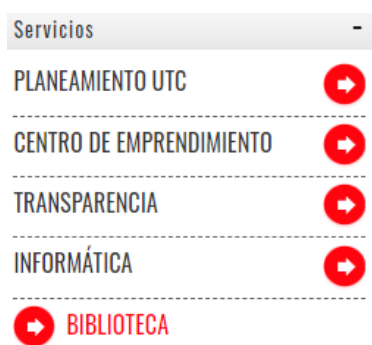 Servicios -
PLANEAMIENTO UTC
CENTRO DE EMPRENDIMIENTO
TRANSPARENCIA
INFORMÁTICA
BIBLIOTECA